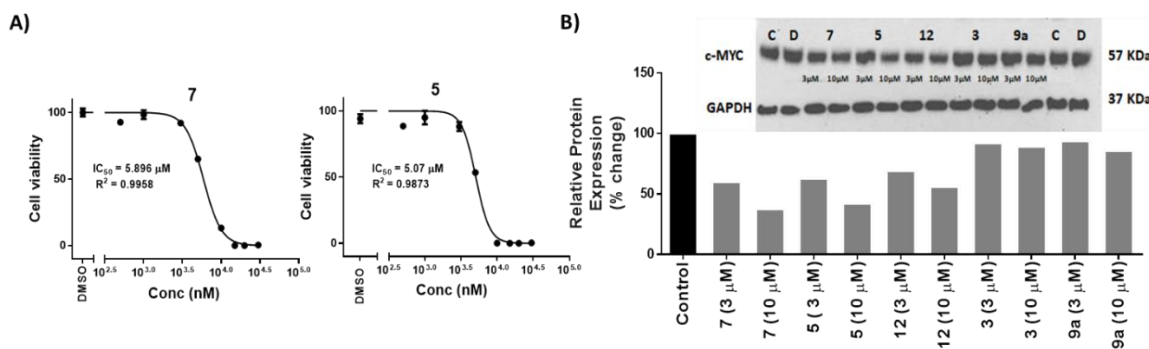 A)
7
Cell viability
100
50
0
IC50 = 5.896 µM
R2 = 0.9958
DMSO
10^2.5 10^3.0 10^3.5 10^4.0 10^4.5 10^5.0
Conc (nM)
5
Cell viability
100
50
0
IC50 = 5.07 µM
R2 = 0.9873
DMSO
10^2.5 10^3.0 10^3.5 10^4.0 10^4.5 10^5.0
Conc (nM)
B)
C D 7 5 12 3 9a C D
c-MYC
57 KDa
3µM 10µM 3µM 10µM 3µM 10µM 3µM 10µM 3µM 10µM
GAPDH
37 KDa
Relative Protein
Expression
(% change)
150
100
50
0
Control
7 (3 µM)
7 (10 µM)
5 ( 3 µM)
5 (10 µM)
12 (3 µM)
12 (10 µM)
3 (3 µM)
3 (10 µM)
9a (3 µM)
9a (10 µM)